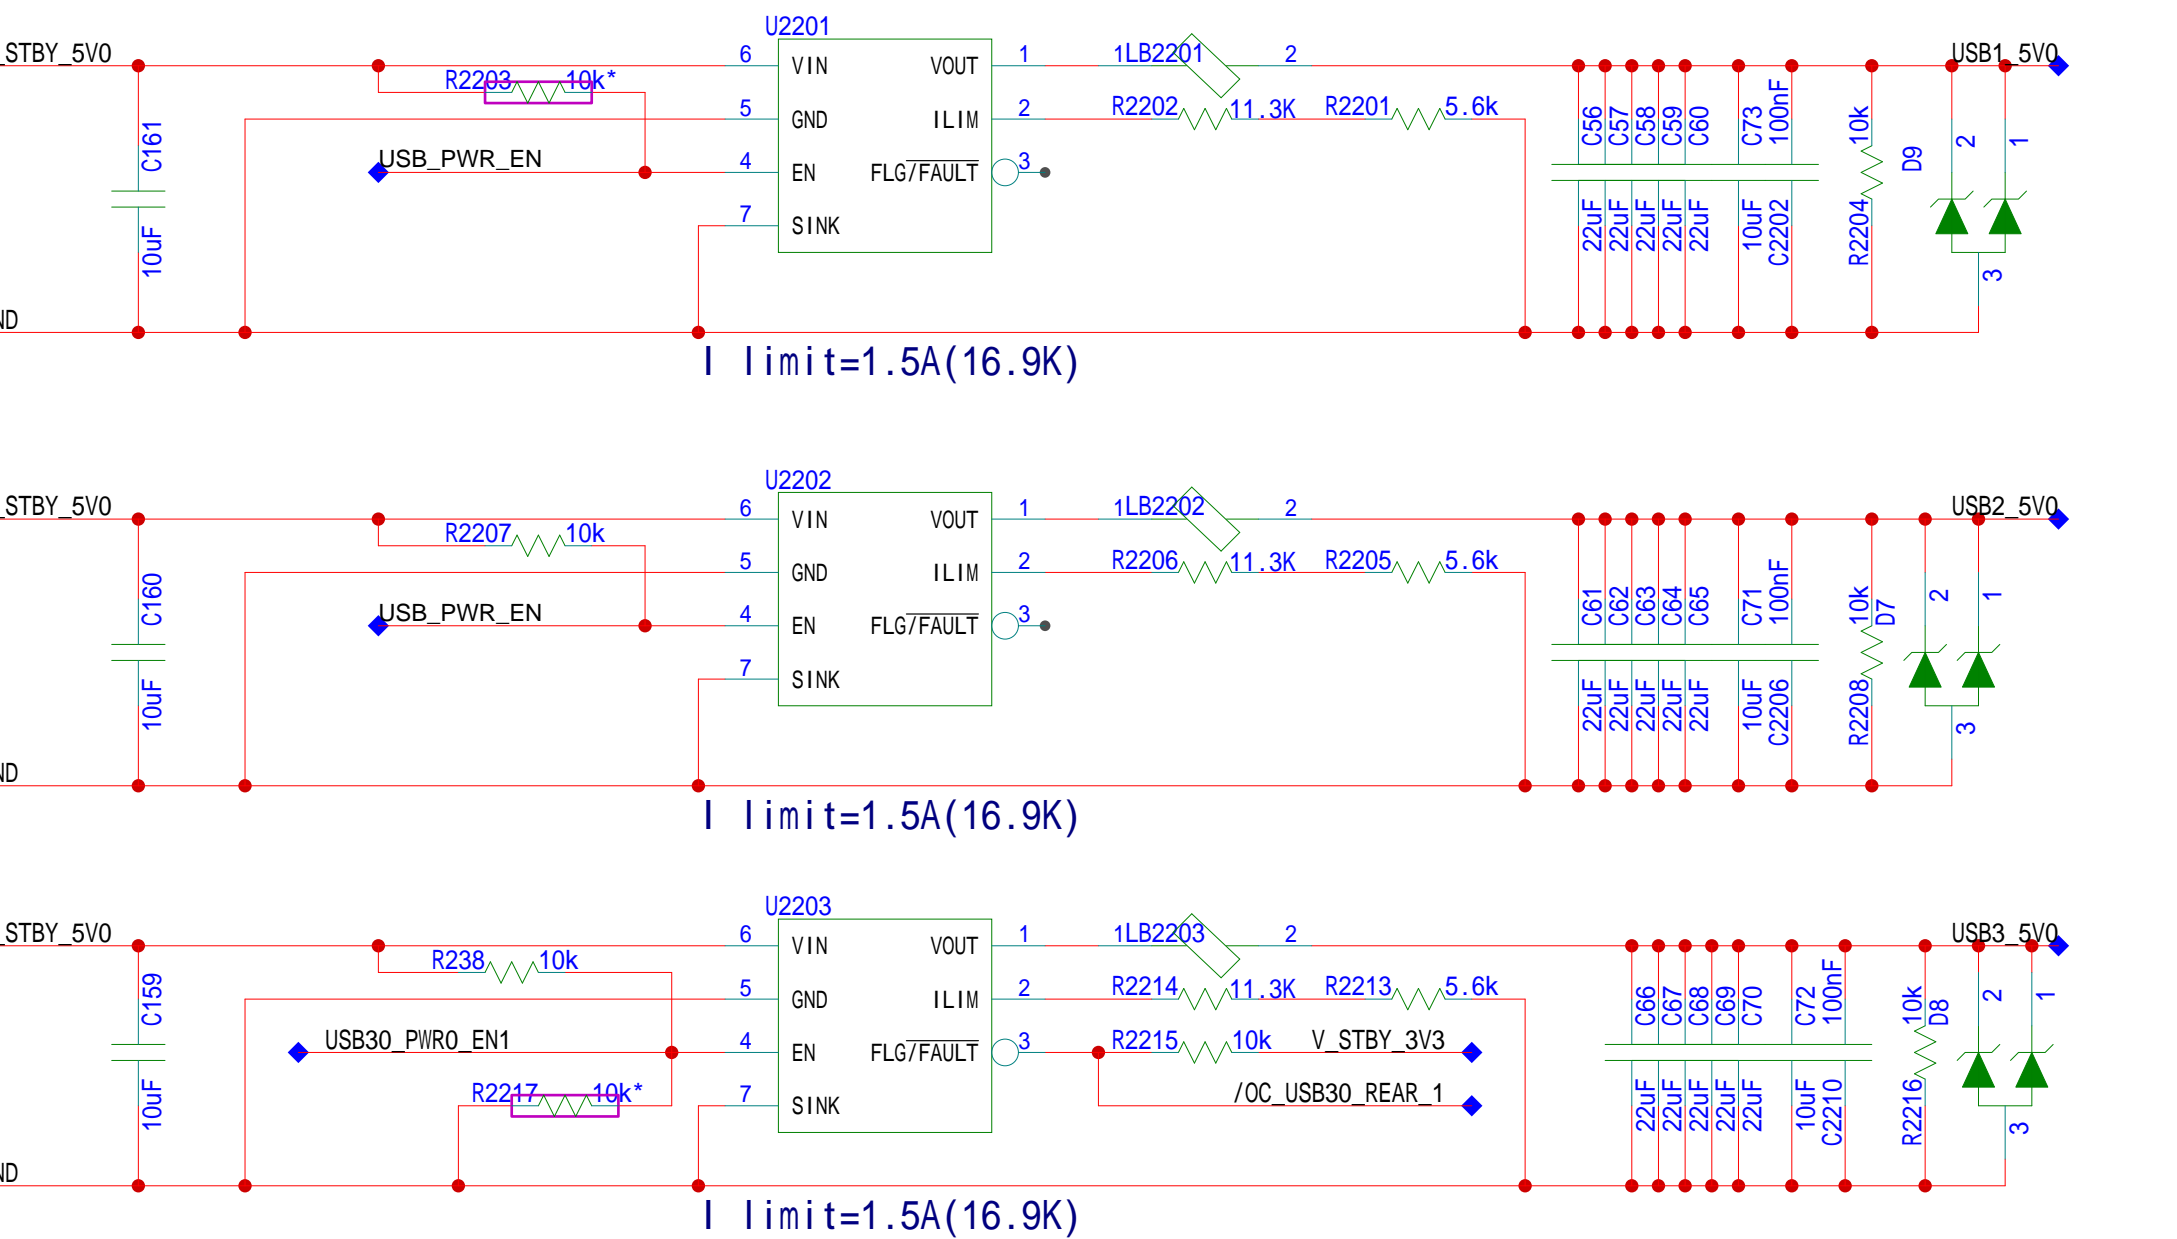 U2201
_STBY_5V0
6 VIN VOUT 1
1 LB2201 2
USB1_5V0
R2203 10k*
5 GND ILIM 2
R2202 11.3K R2201 5.6k
USB_PWR_EN
4 EN FLG/FAULT 3
7 SINK
C161 10uF
C56 22uF
C57 22uF
C58 22uF
C59 22uF
C60 22uF
C73 10uF
100nF C2202
10k R2204
D9 2 1 3
ND
I limit=1.5A(16.9K)
U2202
_STBY_5V0
6 VIN VOUT 1
1 LB2202 2
USB2_5V0
R2207 10k
5 GND ILIM 2
R2206 11.3K R2205 5.6k
USB_PWR_EN
4 EN FLG/FAULT 3
7 SINK
C160 10uF
C61 22uF
C62 22uF
C63 22uF
C64 22uF
C65 22uF
C71 10uF
100nF C2206
10k R2208
D7 2 1 3
ND
I limit=1.5A(16.9K)
U2203
_STBY_5V0
6 VIN VOUT 1
1 LB2203 2
USB3_5V0
R238 10k
5 GND ILIM 2
R2214 11.3K R2213 5.6k
USB30_PWR0_EN1
4 EN FLG/FAULT 3
R2215 10k V_STBY_3V3
R2217 10k*
7 SINK
/OC_USB30_REAR_1
C159 10uF
C66 22uF
C67 22uF
C68 22uF
C69 22uF
C70 22uF
C72 10uF
100nF C2210
10k R2216
D8 2 1 3
ND
I limit=1.5A(16.9K)